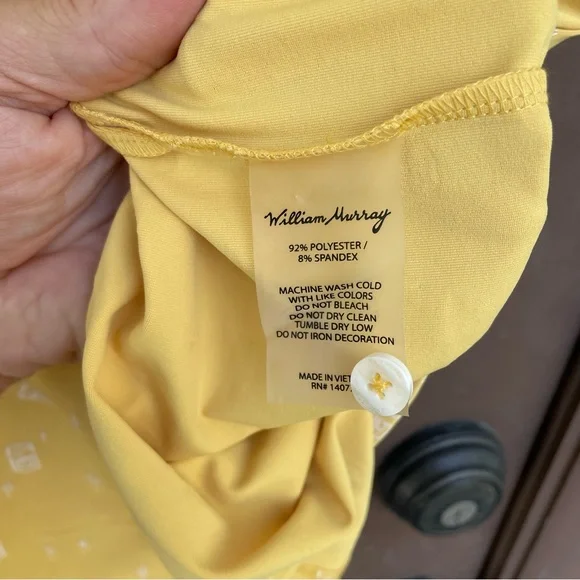 William Murray
92% POLYESTER /
8% SPANDEX
MACHINE WASH COLD
WITH LIKE COLORS
DO NOT BLEACH
DO NOT DRY CLEAN
TUMBLE DRY LOW
DO NOT IRON DECORATION
MADE IN
RN#